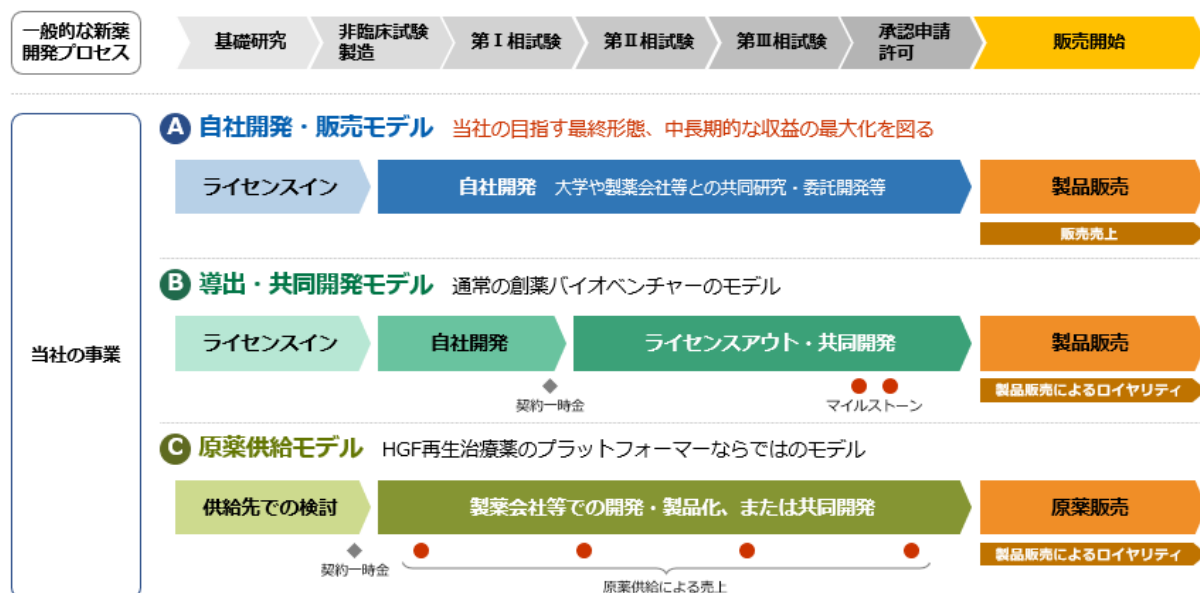 一般的な新薬
開発プロセス
基礎研究
非臨床試験
製造
第Ⅰ相試験
第Ⅱ相試験
第Ⅲ相試験
承認申請
許可
販売開始
当社の事業
A 自社開発・販売モデル 当社の目指す最終形態、中長期的な収益の最大化を図る
ライセンスイン
自社開発 大学や製薬会社等との共同研究・委託開発等
製品販売
販売売上
B 導出・共同開発モデル 通常の創薬バイオベンチャーのモデル
ライセンスイン
自社開発
ライセンスアウト・共同開発
製品販売
契約一時金
マイルストーン
製品販売によるロイヤリティ
C 原薬供給モデル HGF再生治療薬のプラットフォーマーならではのモデル
供給先での検討
製薬会社等での開発・製品化、または共同開発
原薬販売
契約一時金
原薬供給による売上
製品販売によるロイヤリティ